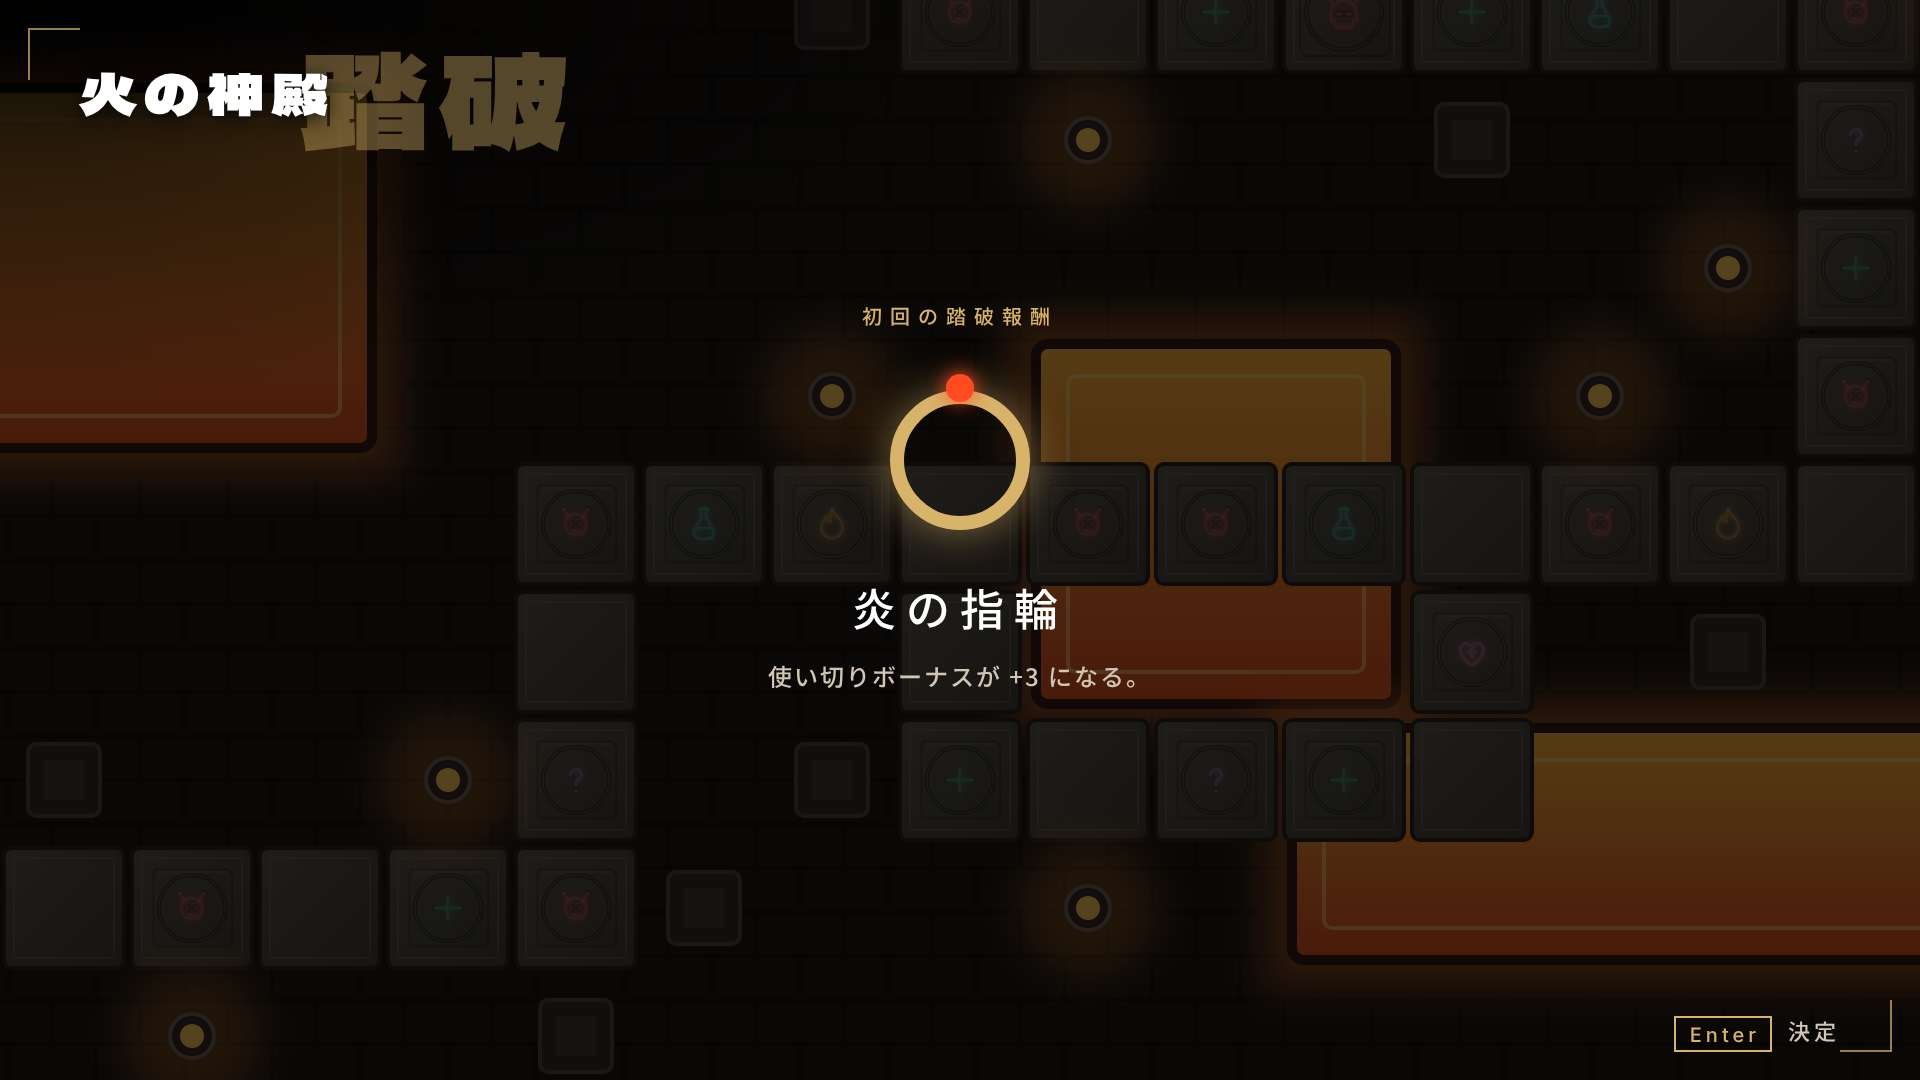 火の神殿
踏破
初回の踏破報酬
炎の指輪
使い切りボーナスが +3 になる。
Enter 決定